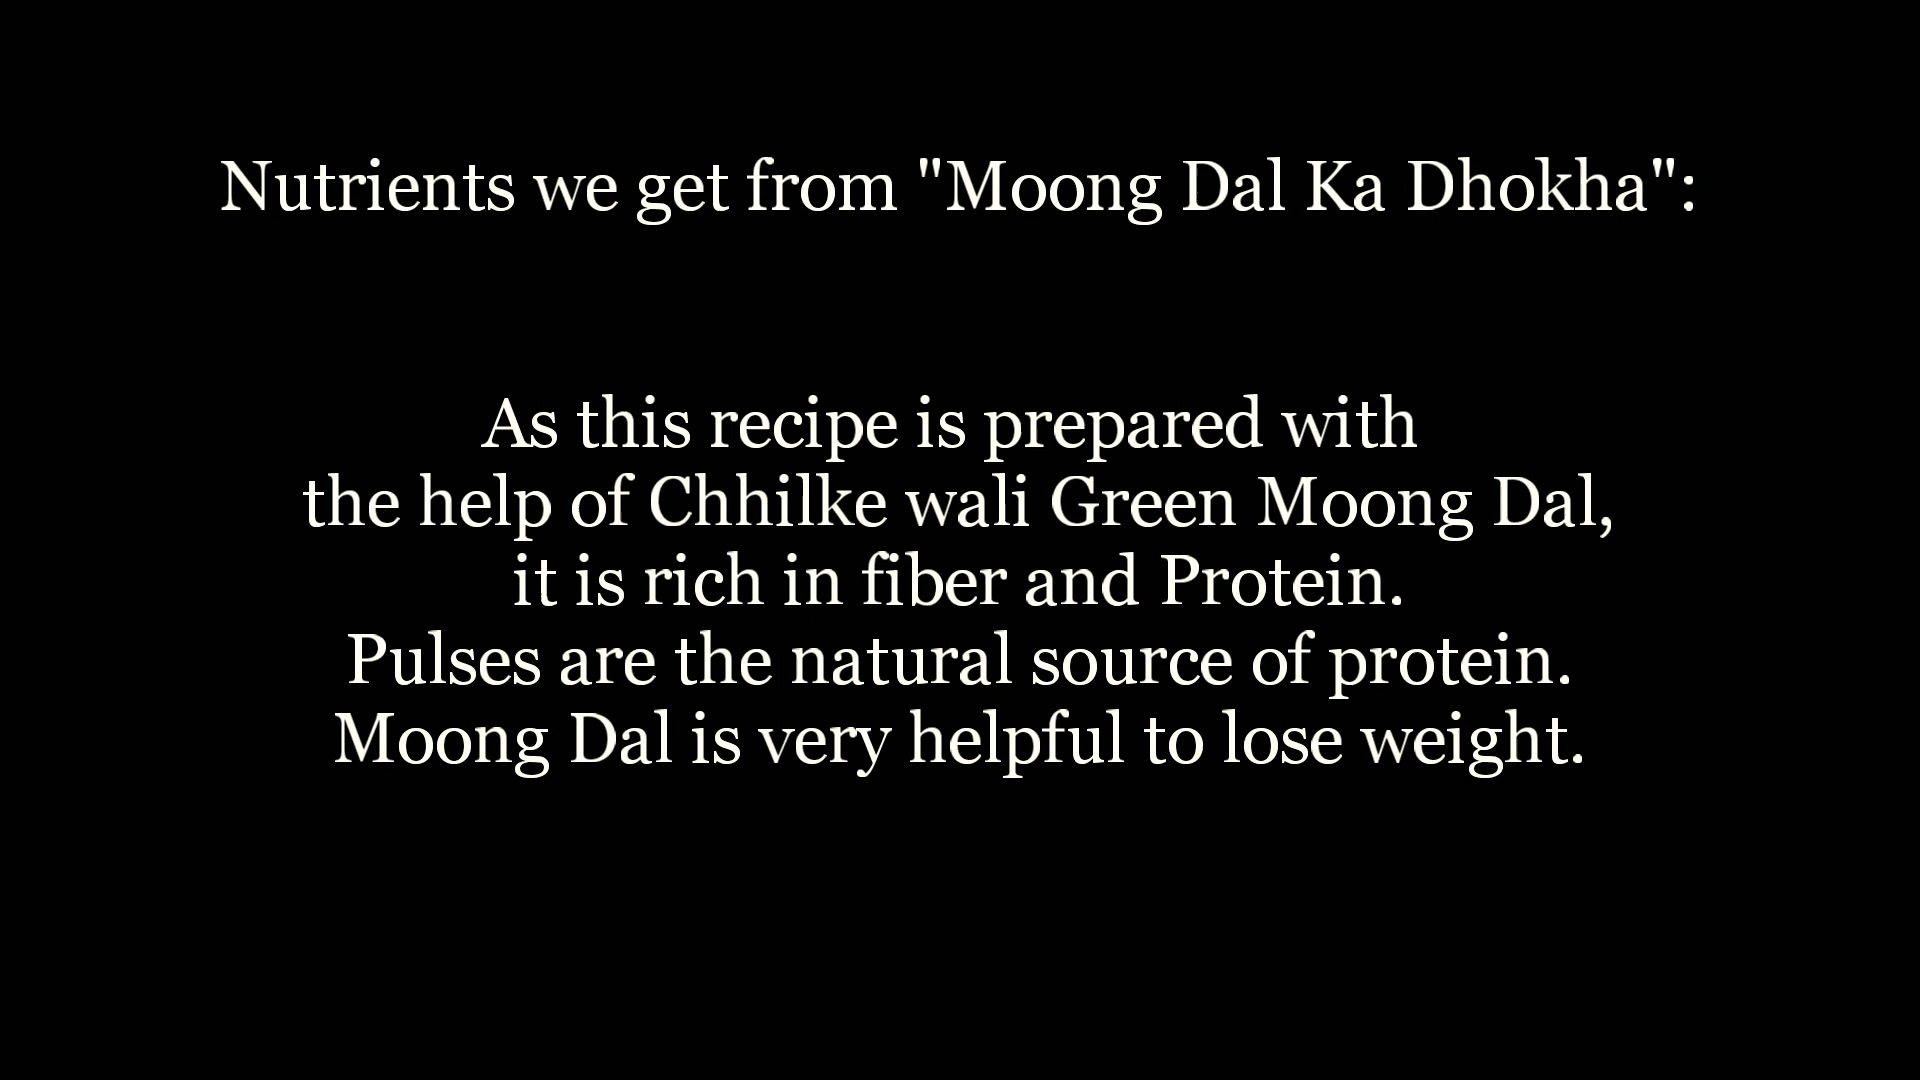 Nutrients we get from "Moong Dal Ka Dhokha":
As this recipe is prepared with
the help of Chhilke wali Green Moong Dal,
it is rich in fiber and Protein.
Pulses are the natural source of protein.
Moong Dal is very helpful to lose weight.